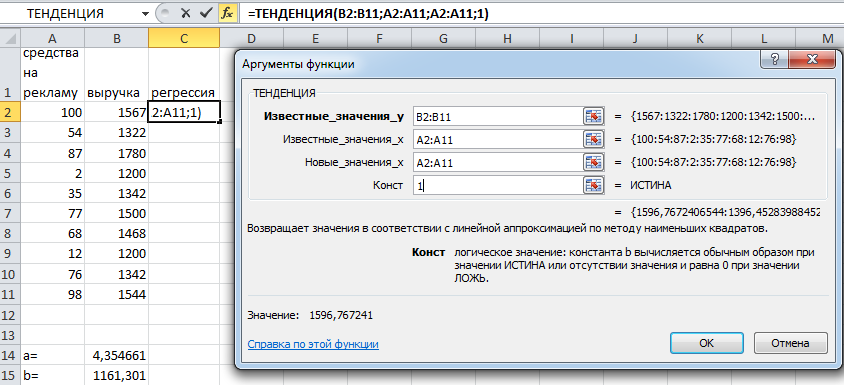 ТЕНДЕНЦИЯ =ТЕНДЕНЦИЯ(B2:B11;A2:A11;A2:A11;1)
A B C D E F G H I J K L M
средства
на
1 рекламу выручка регрессия
2 100 1567 2:A11;1)
3 54 1322
4 87 1780
5 2 1200
6 35 1342
7 77 1500
8 68 1468
9 12 1200
10 76 1342
11 98 1544
12
13
14 a= 4,354661
15 b= 1161,301
Аргументы функции
ТЕНДЕНЦИЯ
Известные_значения_y B2:B11 = {1567:1322:1780:1200:1342:1500:...
Известные_значения_x A2:A11 = {100:54:87:2:35:77:68:12:76:98}
Новые_значения_x A2:A11 = {100:54:87:2:35:77:68:12:76:98}
Конст 1 = ИСТИНА
= {1596,7672406544:1396,45283988452
Возвращает значения в соответствии с линейной аппроксимацией по методу наименьших квадратов.
Конст логическое значение: константа b вычисляется обычным образом при
значении ИСТИНА или отсутствии значения и равна 0 при значении
ЛОЖЬ.
Значение: 1596,767241
Справка по этой функции
ОК Отмена